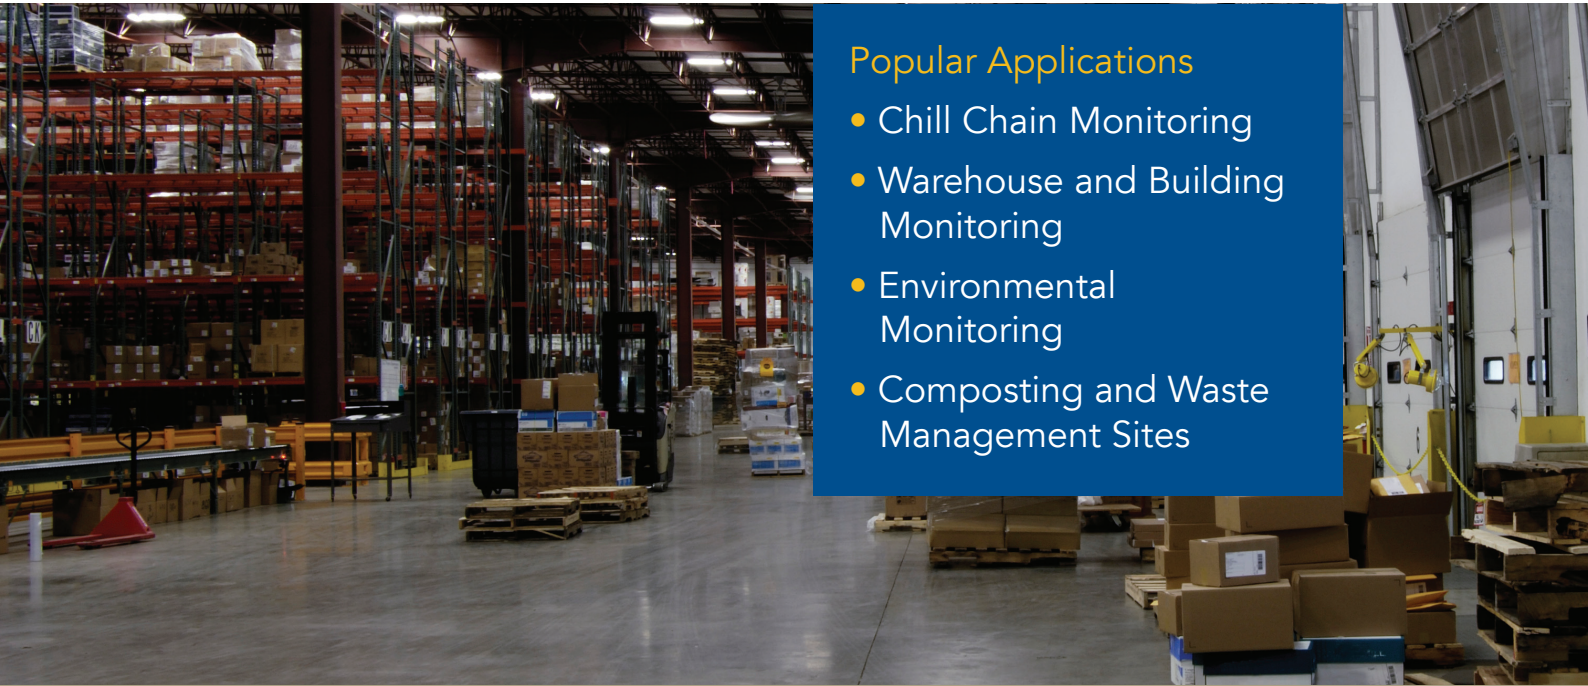 Popular Applications
• Chill Chain Monitoring
• Warehouse and Building
Monitoring
• Environmental
Monitoring
• Composting and Waste
Management Sites